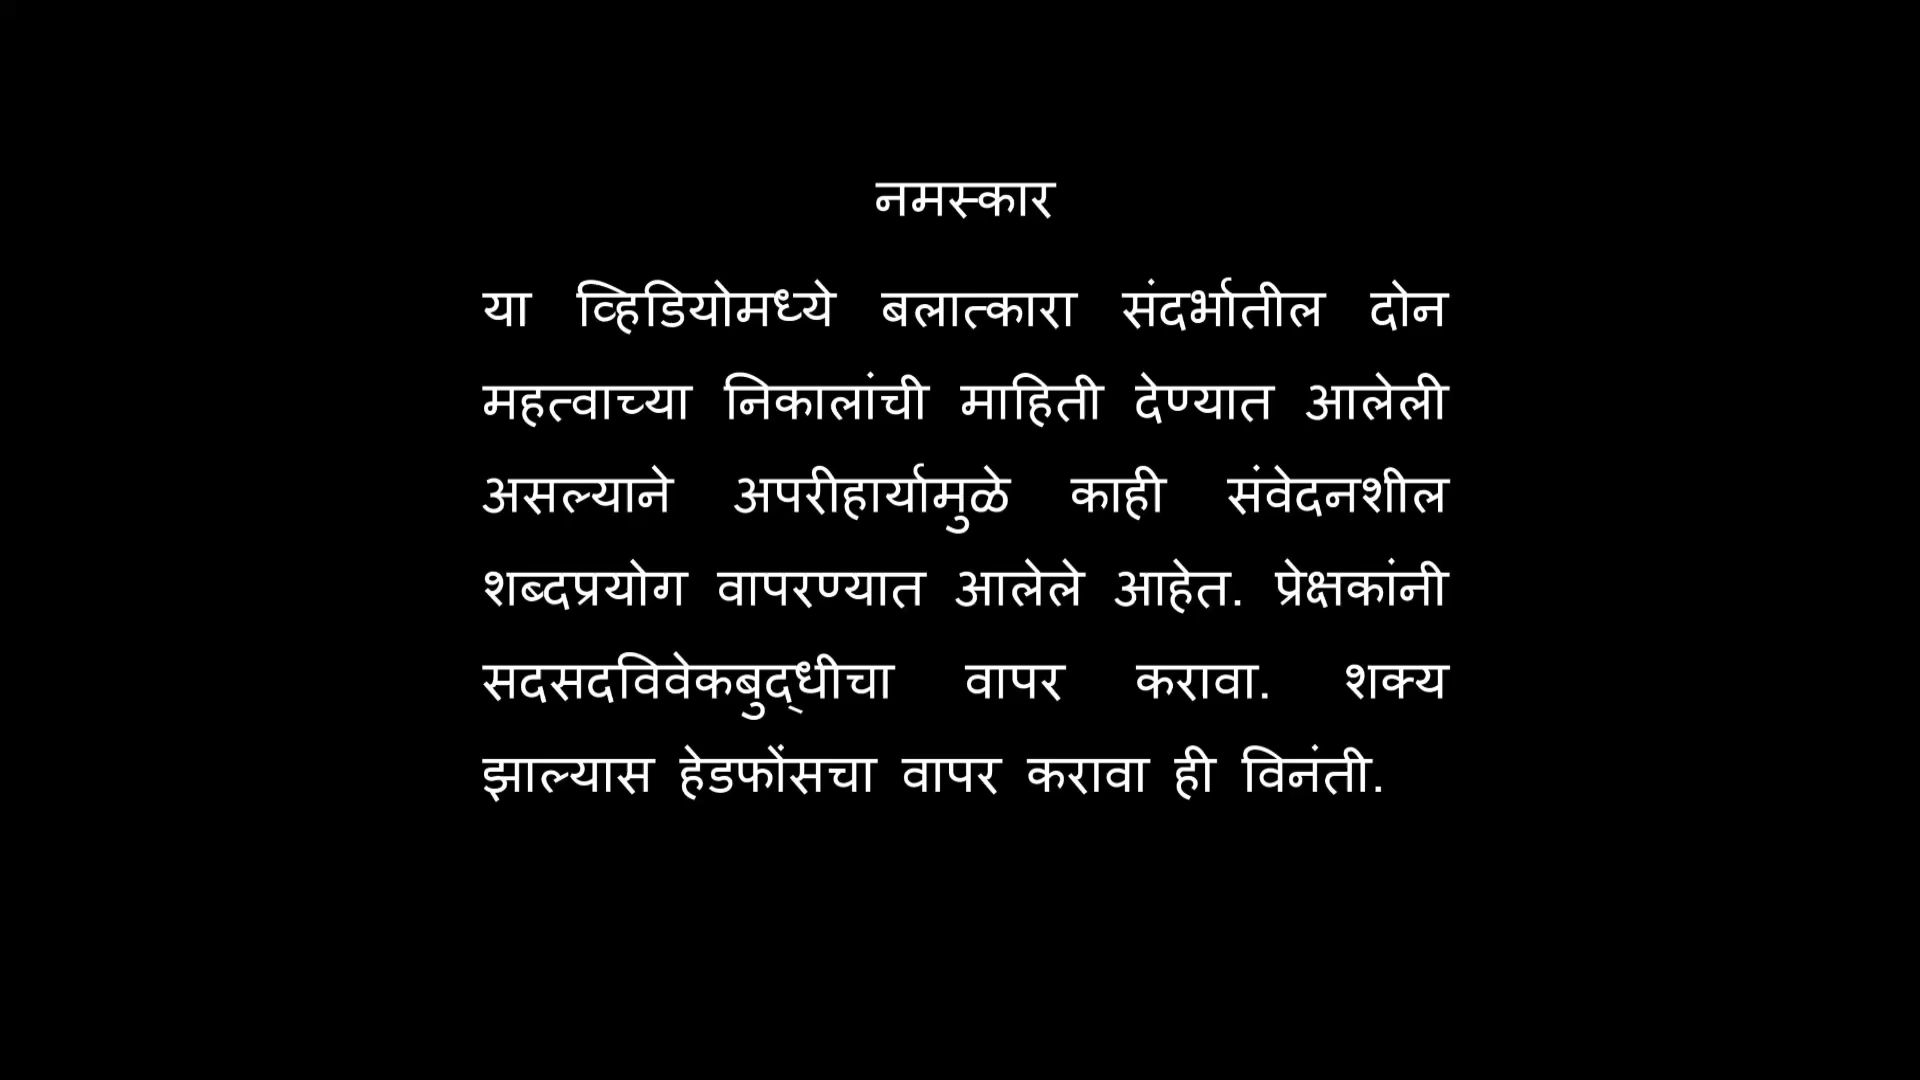 नमस्कार
या व्हिडियोमध्ये बलात्कारा संदर्भातील दोन
महत्वाच्या निकालांची माहिती देण्यात आलेली
असल्याने अपरीहार्यामुळे काही संवेदनशील
शब्दप्रयोग वापरण्यात आलेले आहेत. प्रेक्षकांनी
सदसदविवेकबुद्‌धीचा वापर करावा. शक्य
झाल्यास हेडफोंसचा वापर करावा ही विनंती.